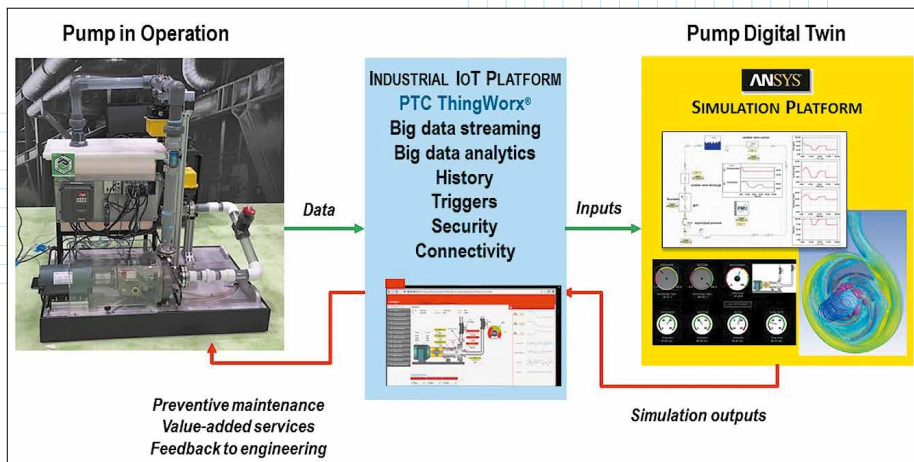 Pump in Operation
Data
INDUSTRIAL IOT PLATFORM
PTC ThingWorx®
Big data streaming
Big data analytics
History
Triggers
Security
Connectivity
Inputs
Pump Digital Twin
ANSYS
SIMULATION PLATFORM
Preventive maintenance
Value-added services
Feedback to engineering
Simulation outputs